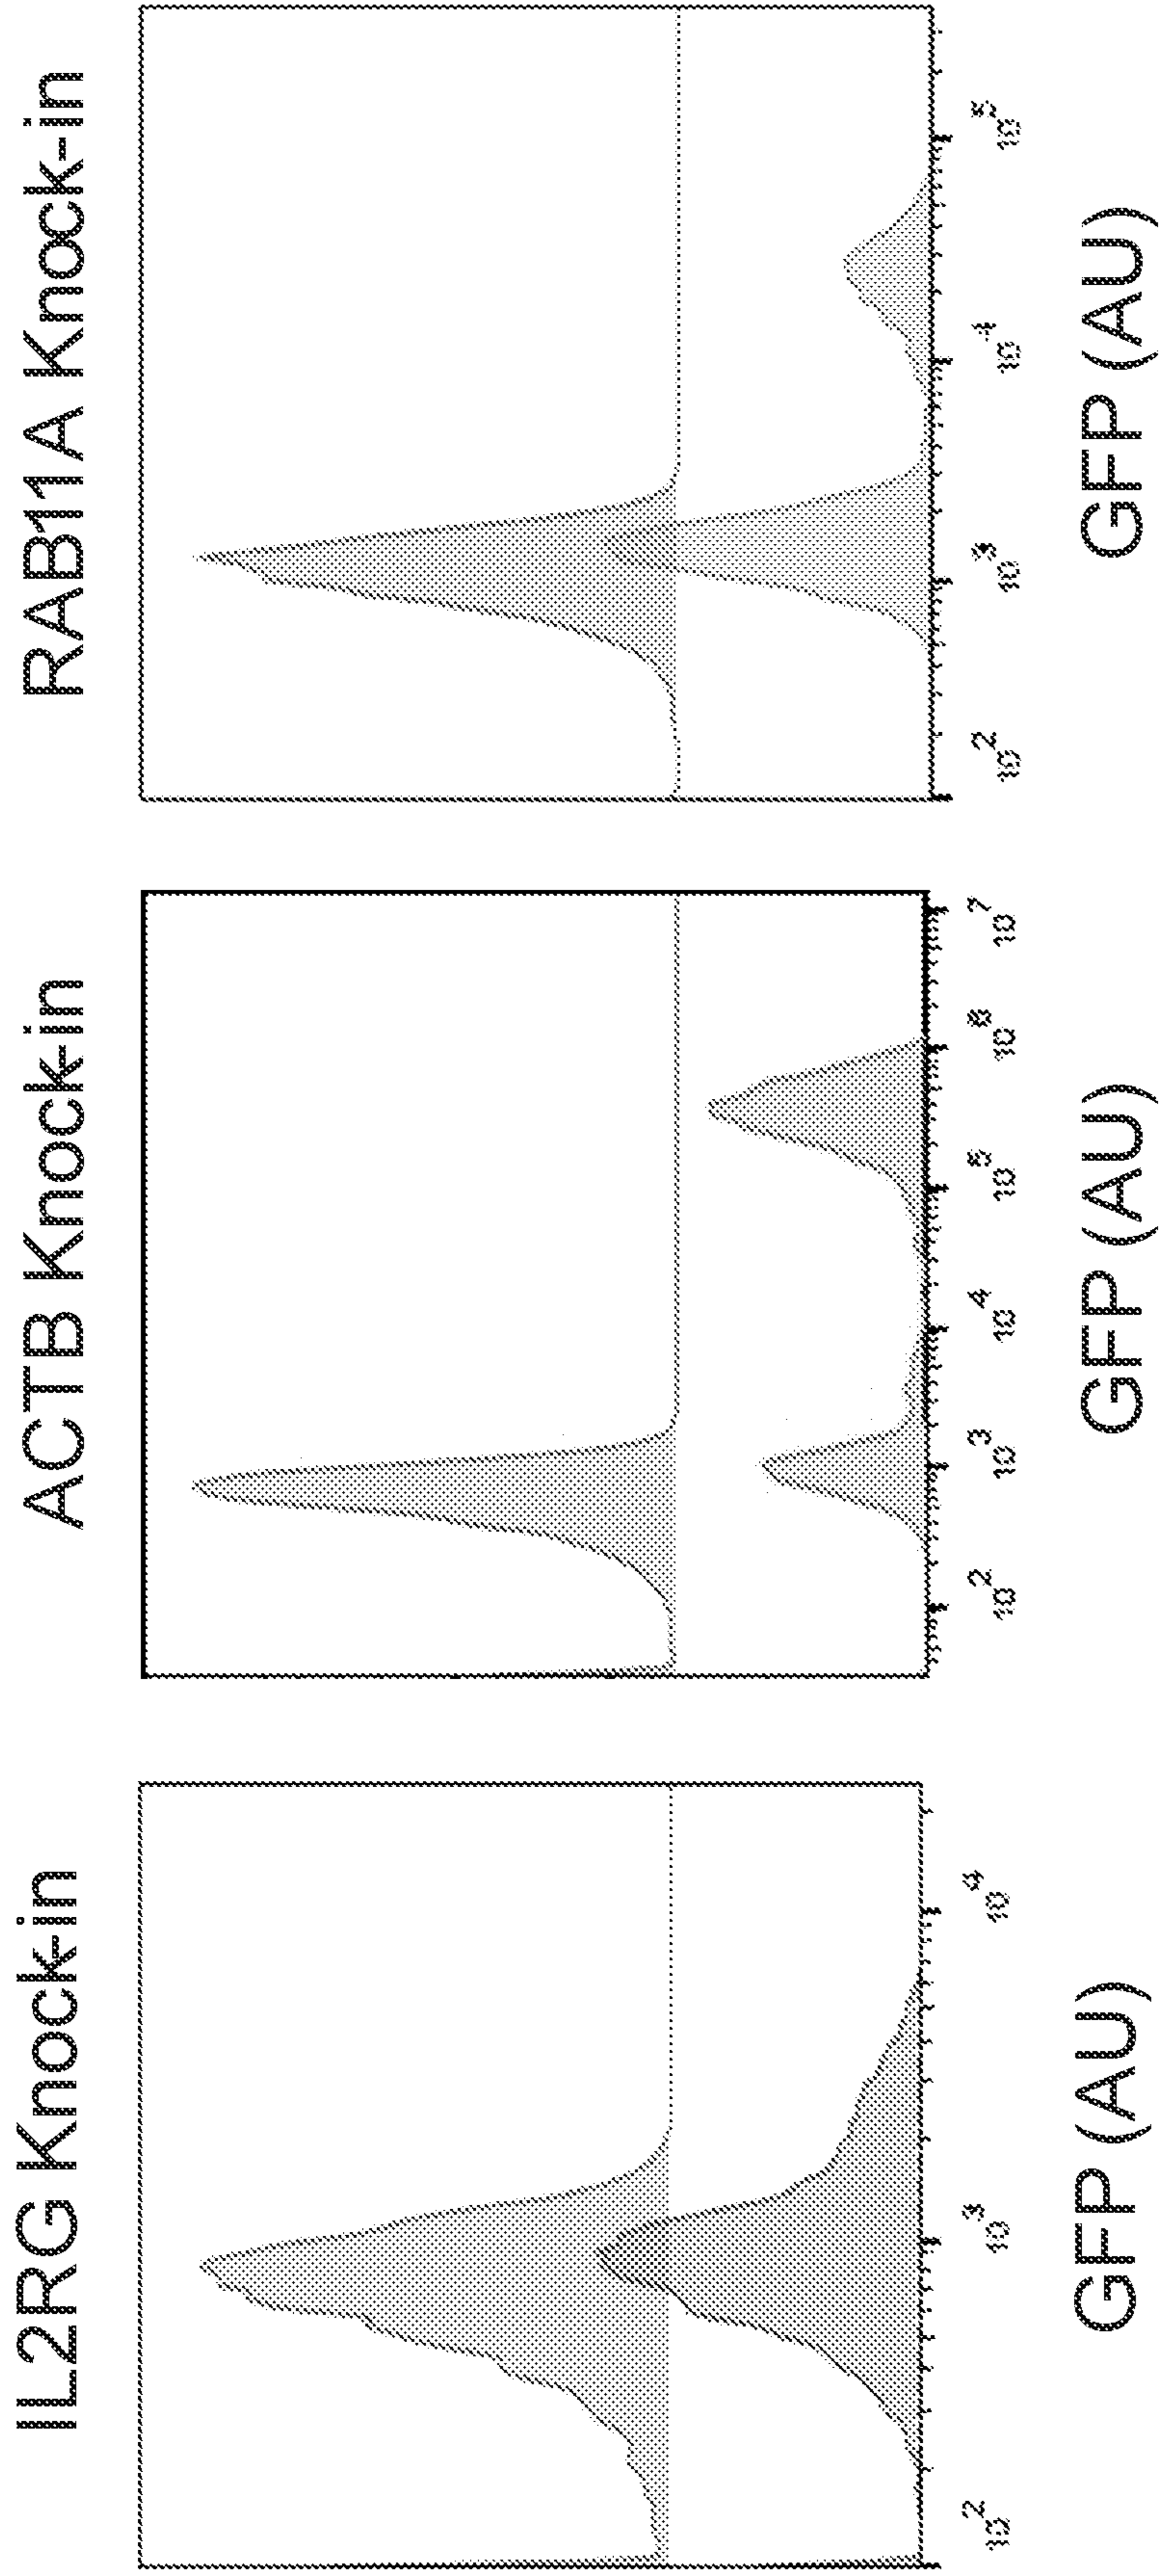 IL2RG Knock-in
10^2 10^3 10^4
GFP (AU)
ACTB Knock-in
10^2 10^3 10^4 10^5 10^6 10^7
GFP (AU)
RAB11A Knock-in
10^2 10^3 10^4 10^5
GFP (AU)